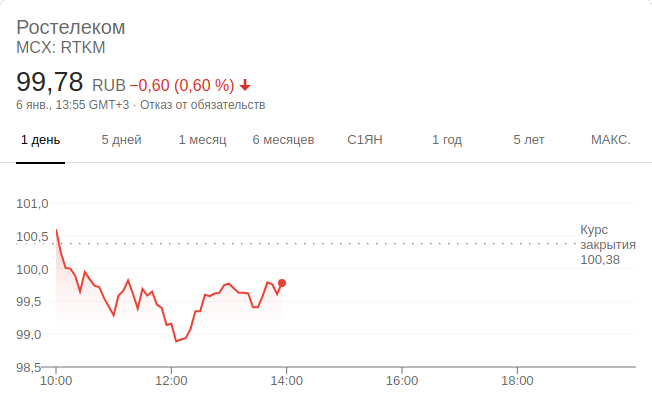 Ростелеком
MCX: RTKM
99,78 RUB −0,60 (0,60 %)
6 янв., 13:55 GMT+3 · Отказ от обязательств
1 день 5 дней 1 месяц 6 месяцев С1ЯН 1 год 5 лет МАКС.
101,0
100,5
100,0
99,5
99,0
98,5
Курс
закрытия
100,38
10:00 12:00 14:00 16:00 18:00